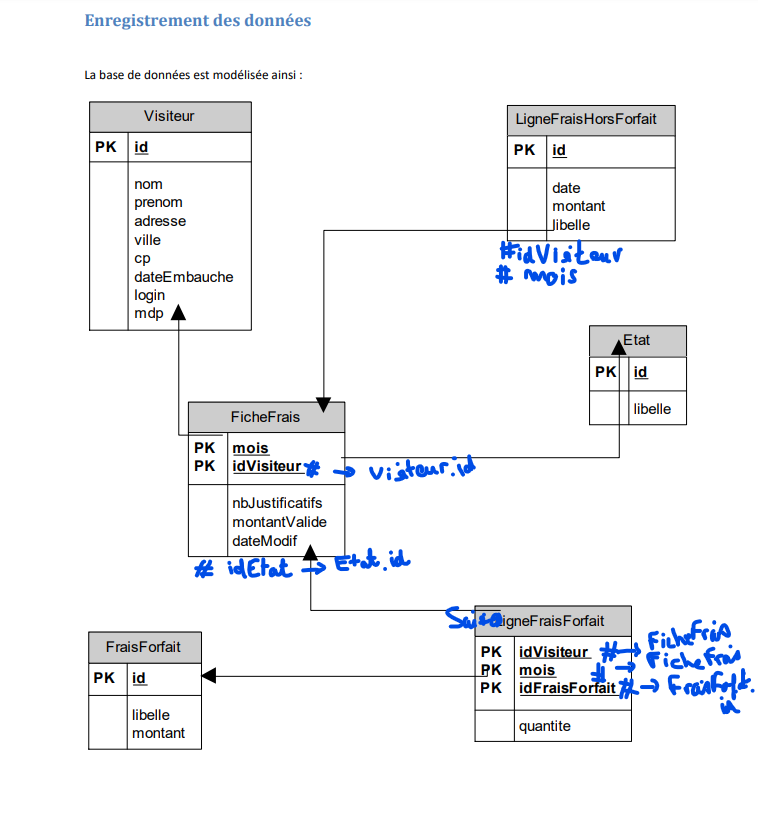 Enregistrement des données
La base de données est modélisée ainsi :
Visiteur
PK id
nom
prenom
adresse
ville
cp
dateEmbauche
login
mdp
LigneFraisHorsForfait
PK id
date
montant
libelle
#idVisiteur
# mois
Etat
PK id
libelle
FicheFrais
PK mois
PK idVisiteur # → visiteur.id
nbJustificatifs
montantValide
dateModif
# idEtat → Etat.id
FraisForfait
PK id
libelle
montant
LigneFraisForfait
PK idVisiteur # → FicheFrais
PK mois # → FicheFrais
PK idFraisForfait # →
quantite